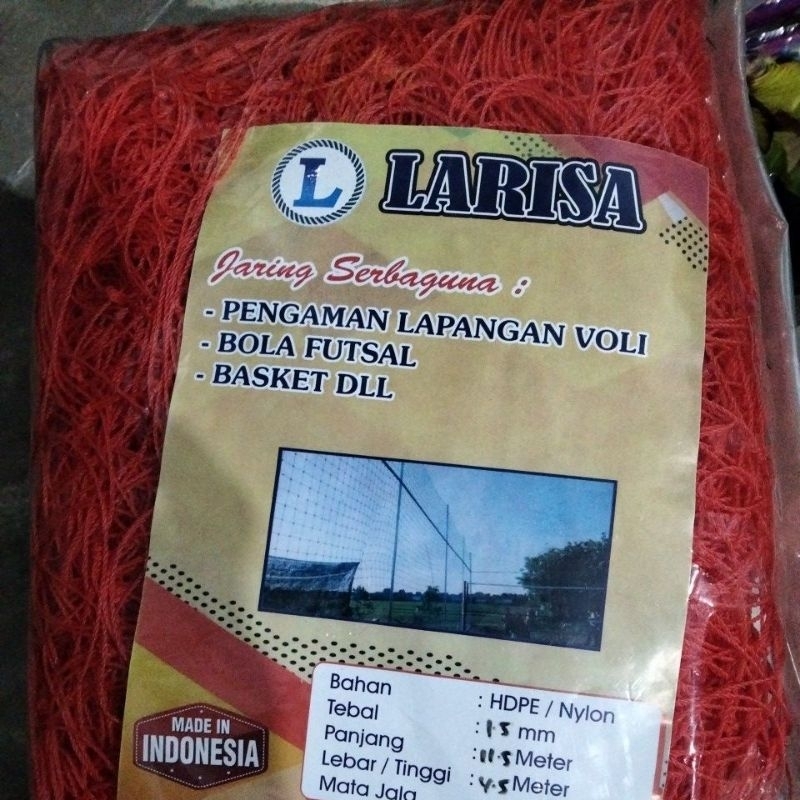 L LARISA
Jaring Serbaguna :
- PENGAMAN LAPANGAN VOLI
- BOLA FUTSAL
- BASKET DLL
Bahan : HDPE / Nylon
Tebal : 1.5 mm
Panjang : 11.5 Meter
Lebar / Tinggi : 4.5 Meter
Mata Jala
MADE IN
INDONESIA